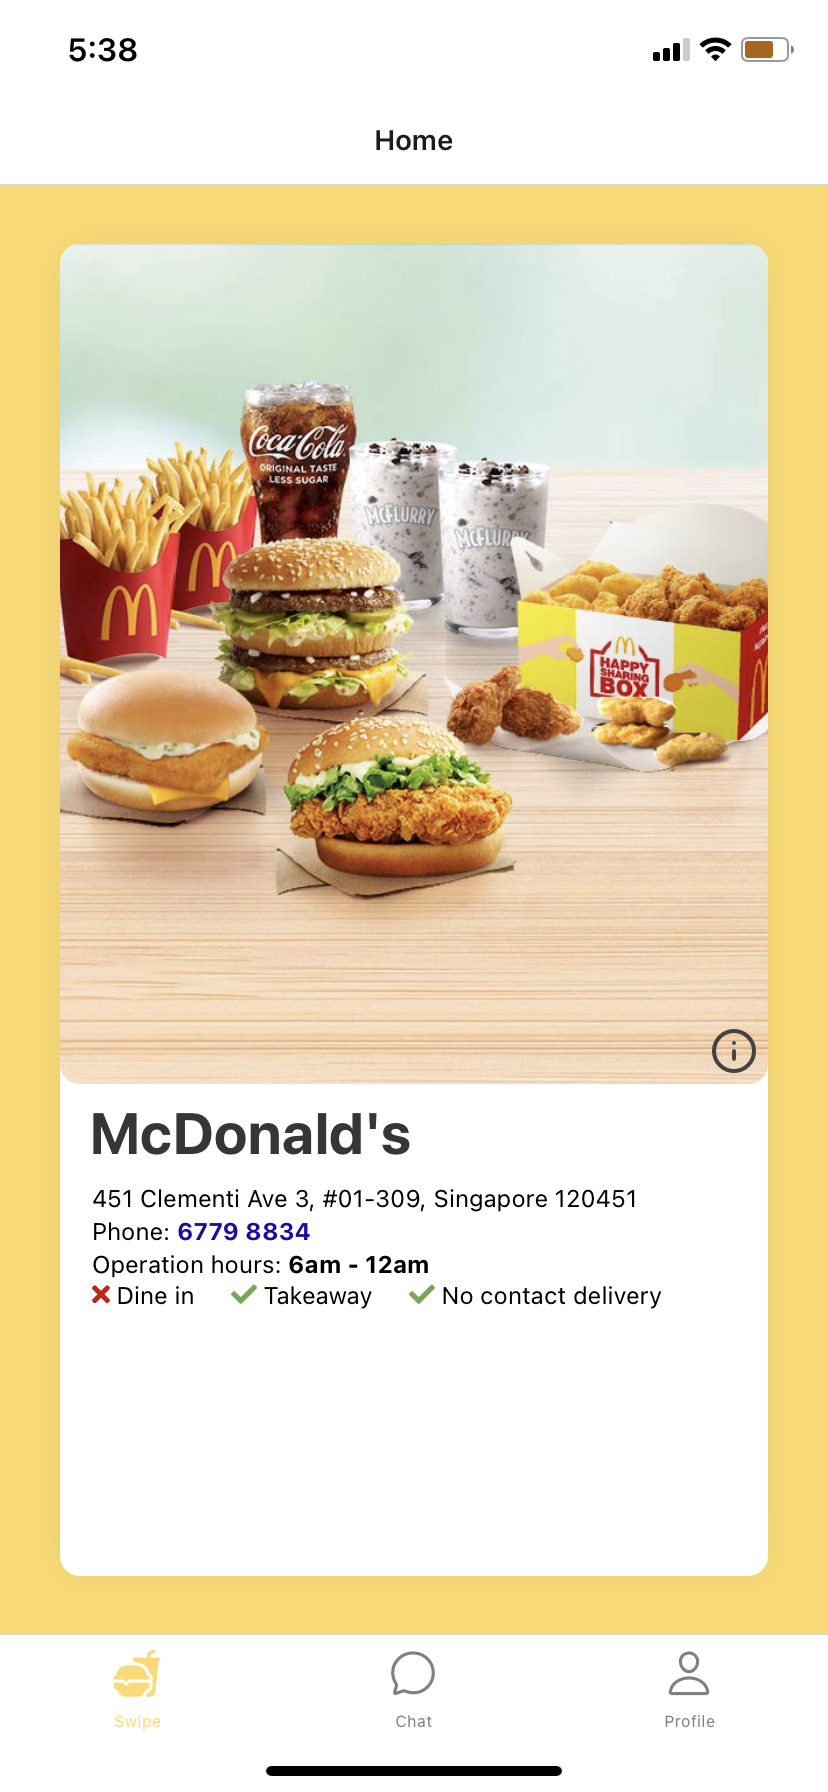 5:38
Home
Coca-Cola
ORIGINAL TASTE
LESS SUGAR
McFLURRY
McFLURRY
HAPPY
SHARING
BOX
McDonald's
451 Clementi Ave 3, #01-309, Singapore 120451
Phone: 6779 8834
Operation hours: 6am - 12am
Dine in Takeaway No contact delivery
Swipe Chat Profile